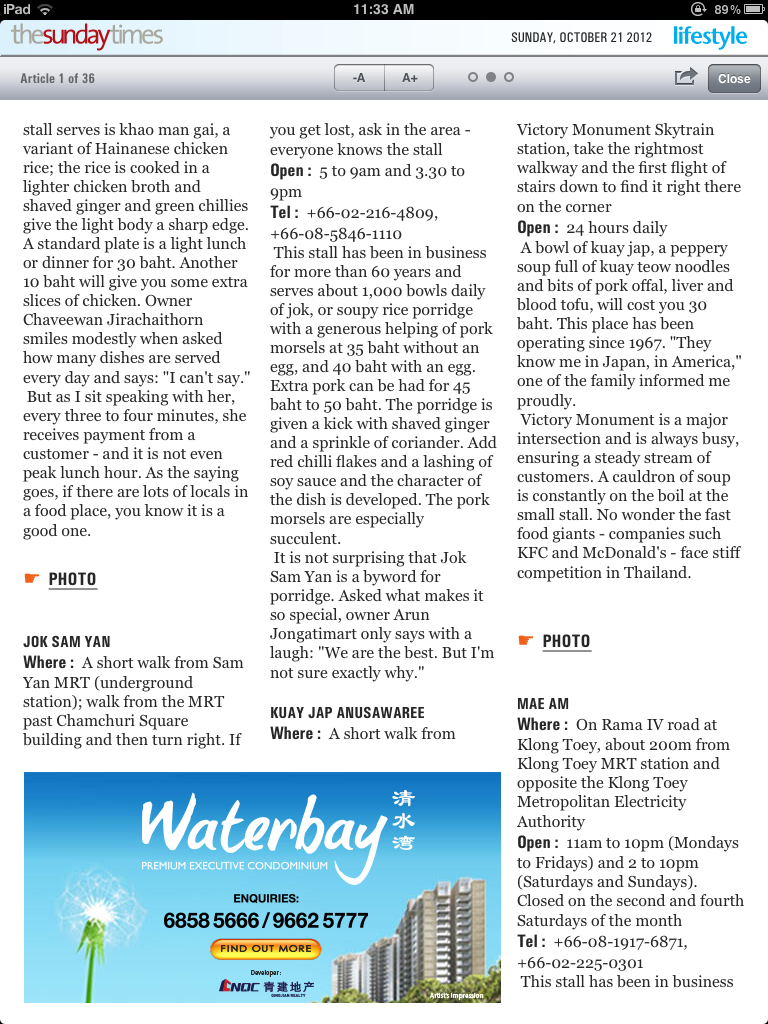 iPad
11:33 AM
89%
thesundaytimes
SUNDAY, OCTOBER 21 2012
lifestyle
Article 1 of 36
-A
A+
Close
stall serves is khao man gai, a
variant of Hainanese chicken
rice; the rice is cooked in a
lighter chicken broth and
shaved ginger and green chillies
give the light body a sharp edge.
A standard plate is a light lunch
or dinner for 30 baht. Another
10 baht will give you some extra
slices of chicken. Owner
Chaveewan Jirachaithorn
smiles modestly when asked
how many dishes are served
every day and says: "I can't say."
But as I sit speaking with her,
every three to four minutes, she
receives payment from a
customer - and it is not even
peak lunch hour. As the saying
goes, if there are lots of locals in
a food place, you know it is a
good one.
PHOTO
JOK SAM YAN
Where : A short walk from Sam
Yan MRT (underground
station); walk from the MRT
past Chamchuri Square
building and then turn right. If
you get lost, ask in the area -
everyone knows the stall
Open : 5 to 9am and 3.30 to
9pm
Tel : +66-02-216-4809,
+66-08-5846-1110
This stall has been in business
for more than 60 years and
serves about 1,000 bowls daily
of jok, or soupy rice porridge
with a generous helping of pork
morsels at 35 baht without an
egg, and 40 baht with an egg.
Extra pork can be had for 45
baht to 50 baht. The porridge is
given a kick with shaved ginger
and a sprinkle of coriander. Add
red chilli flakes and a lashing of
soy sauce and the character of
the dish is developed. The pork
morsels are especially
succulent.
It is not surprising that Jok
Sam Yan is a byword for
porridge. Asked what makes it
so special, owner Arun
Jongatimart only says with a
laugh: "We are the best. But I'm
not sure exactly why."
KUAY JAP ANUSAWAREE
Where : A short walk from
Victory Monument Skytrain
station, take the rightmost
walkway and the first flight of
stairs down to find it right there
on the corner
Open : 24 hours daily
A bowl of kuay jap, a peppery
soup full of kuay teow noodles
and bits of pork offal, liver and
blood tofu, will cost you 30
baht. This place has been
operating since 1967. "They
know me in Japan, in America,"
one of the family informed me
proudly.
Victory Monument is a major
intersection and is always busy,
ensuring a steady stream of
customers. A cauldron of soup
is constantly on the boil at the
small stall. No wonder the fast
food giants - companies such
KFC and McDonald's - face stiff
competition in Thailand.
PHOTO
MAE AM
Where : On Rama IV road at
Klong Toey, about 200m from
Klong Toey MRT station and
opposite the Klong Toey
Metropolitan Electricity
Authority
Open : 11am to 10pm (Mondays
to Fridays) and 2 to 10pm
(Saturdays and Sundays).
Closed on the second and fourth
Saturdays of the month
Tel : +66-08-1917-6871,
+66-02-225-0301
This stall has been in business
Waterbay
清水湾
PREMIUM EXECUTIVE CONDOMINIUM
ENQUIRIES:
6858 5666 / 9662 5777
FIND OUT MORE
Developer:
CNQC 青建地产
QINGJIAN REALTY
Artist's Impression